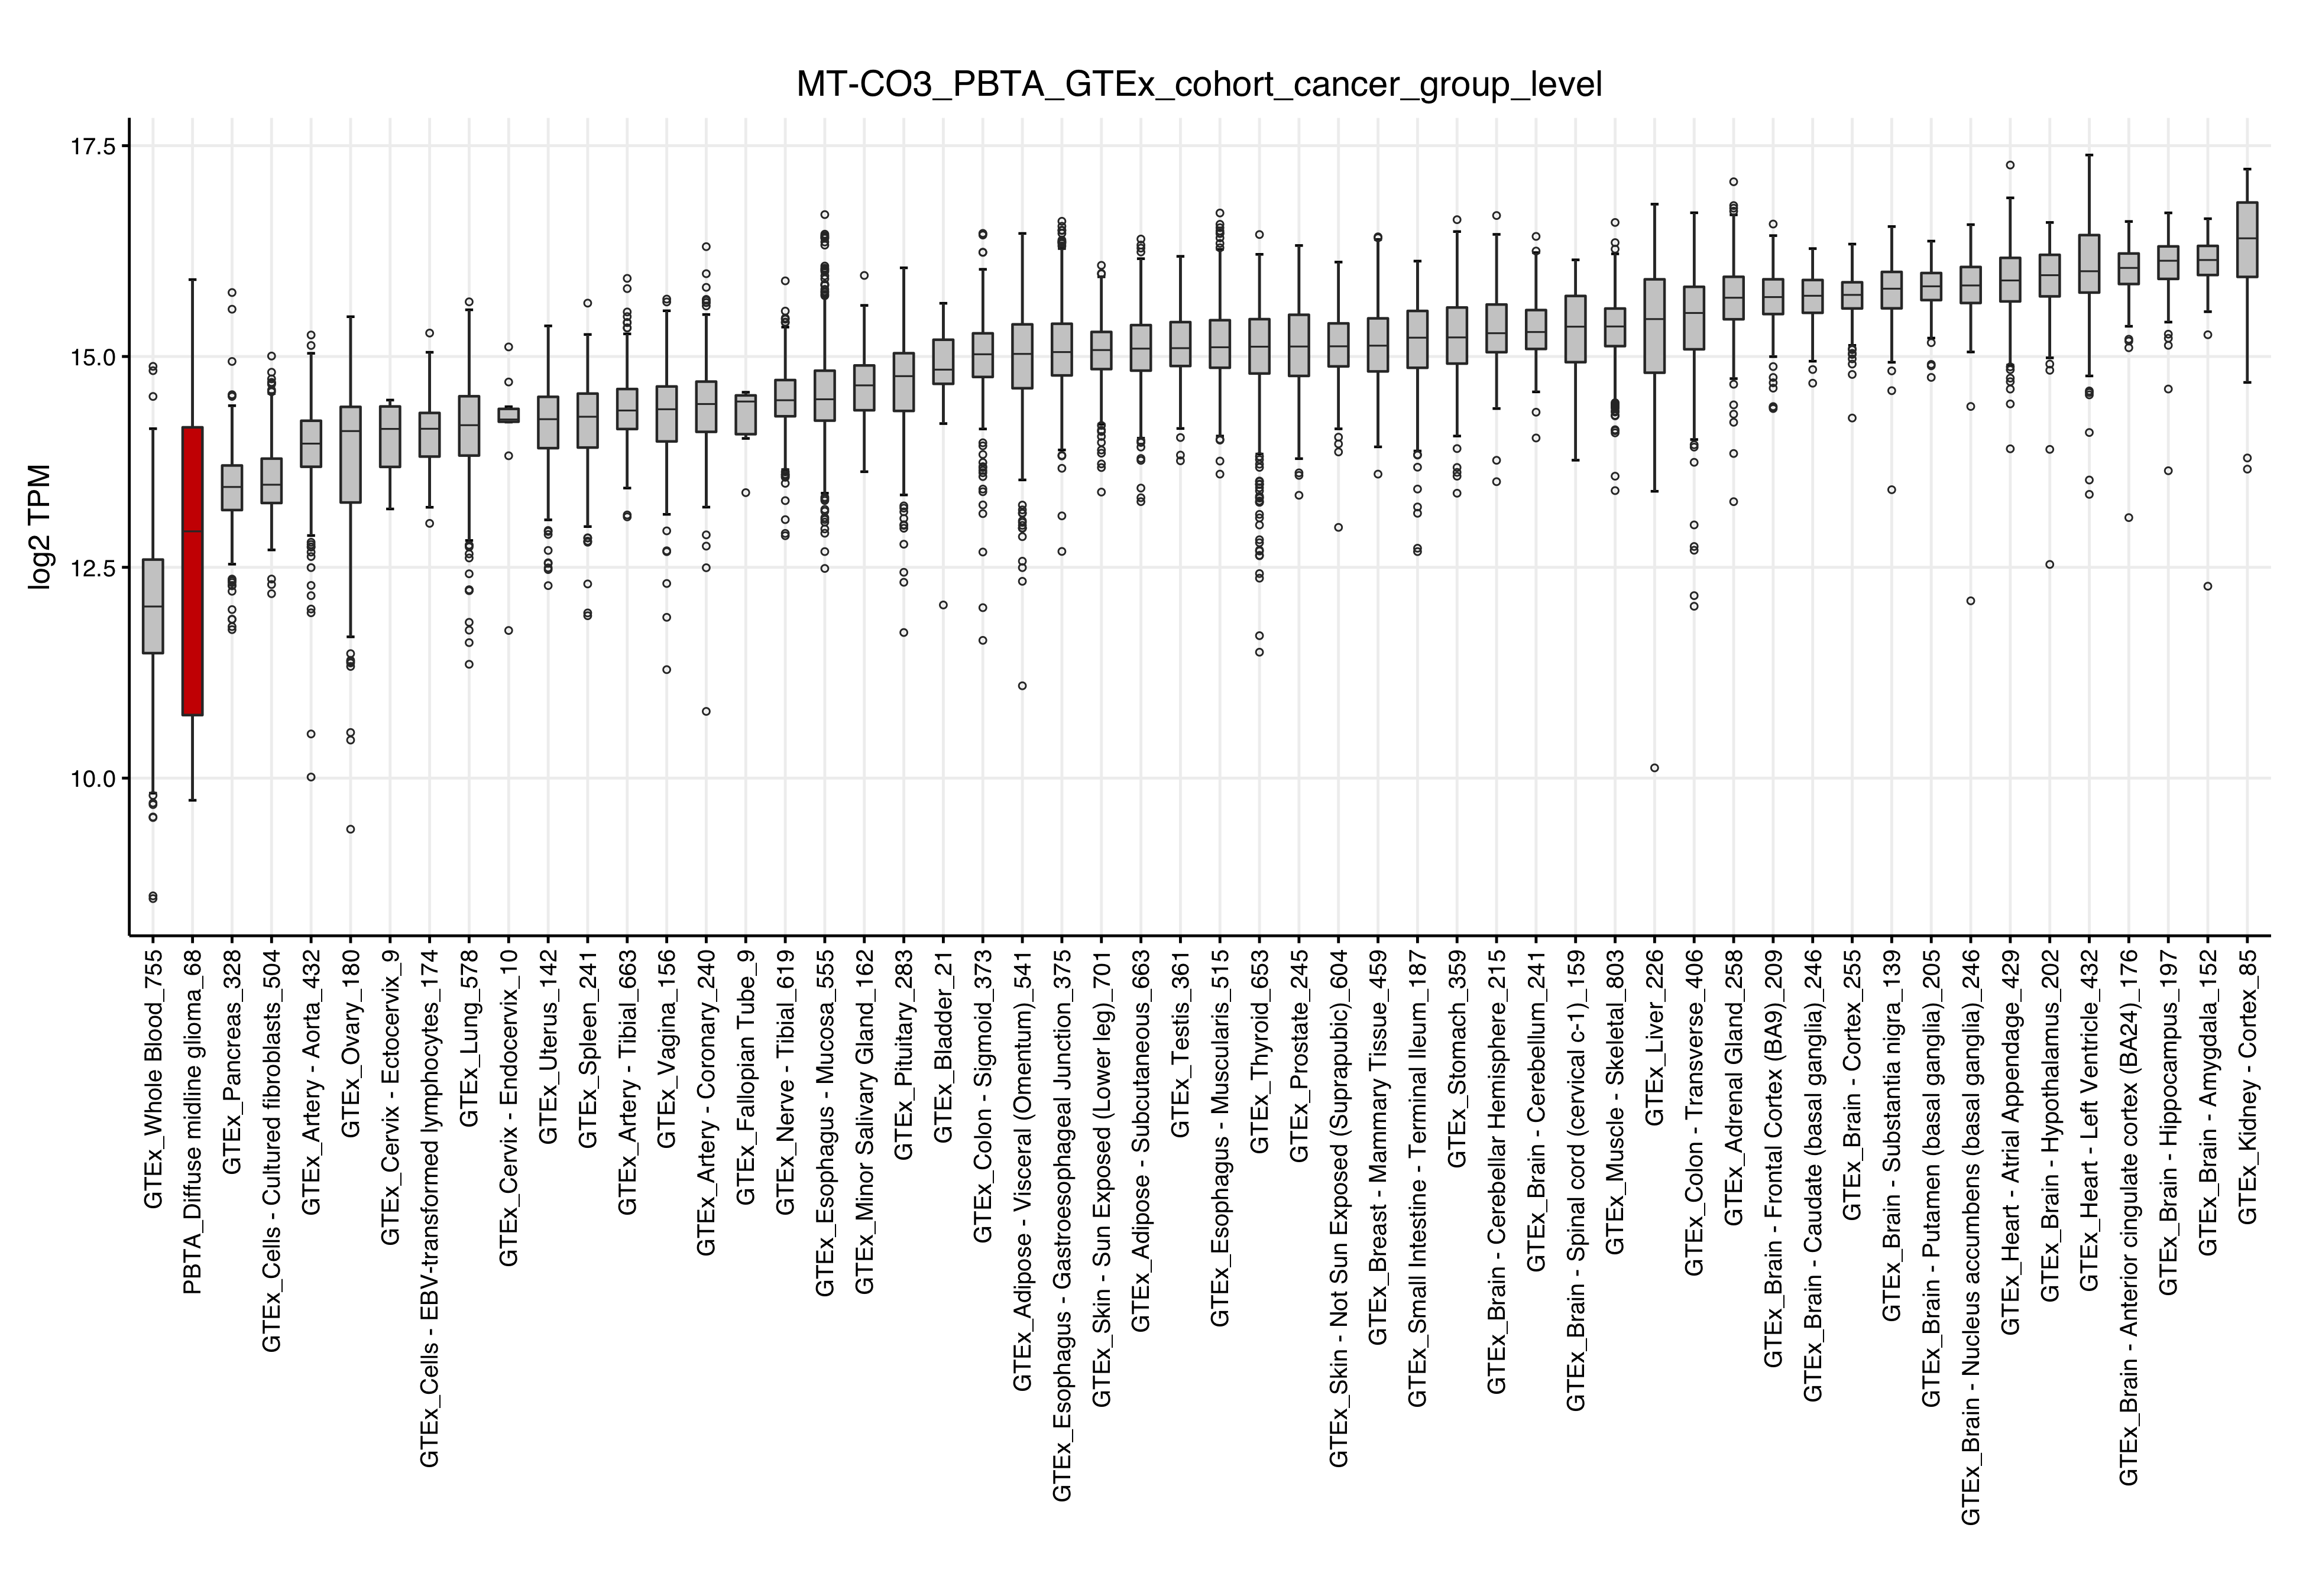 MT-CO3_PBTA_GTEx_cohort_cancer_group_level
17.5
15.0
12.5
10.0
log2 TPM
GTEx_Whole Blood_755
PBTA_Diffuse midline glioma_68
GTEx_Pancreas_328
GTEx_Cells - Cultured fibroblasts_504
GTEx_Artery - Aorta_432
GTEx_Ovary_180
GTEx_Cervix - Ectocervix_9
GTEx_Cells - EBV-transformed lymphocytes_174
GTEx_Lung_578
GTEx_Cervix - Endocervix_10
GTEx_Uterus_142
GTEx_Spleen_241
GTEx_Artery - Tibial_663
GTEx_Vagina_156
GTEx_Artery - Coronary_240
GTEx_Fallopian Tube_9
GTEx_Nerve - Tibial_619
GTEx_Esophagus - Mucosa_555
GTEx_Minor Salivary Gland_162
GTEx_Pituitary_283
GTEx_Bladder_21
GTEx_Colon - Sigmoid_373
GTEx_Adipose - Visceral (Omentum)_541
GTEx_Esophagus - Gastroesophageal Junction_375
GTEx_Skin - Sun Exposed (Lower leg)_701
GTEx_Adipose - Subcutaneous_663
GTEx_Testis_361
GTEx_Esophagus - Muscularis_515
GTEx_Thyroid_653
GTEx_Prostate_245
GTEx_Skin - Not Sun Exposed (Suprapubic)_604
GTEx_Breast - Mammary Tissue_459
GTEx_Small Intestine - Terminal Ileum_187
GTEx_Stomach_359
GTEx_Brain - Cerebellar Hemisphere_215
GTEx_Brain - Cerebellum_241
GTEx_Brain - Spinal cord (cervical c-1)_159
GTEx_Muscle - Skeletal_803
GTEx_Liver_226
GTEx_Colon - Transverse_406
GTEx_Adrenal Gland_258
GTEx_Brain - Frontal Cortex (BA9)_209
GTEx_Brain - Caudate (basal ganglia)_246
GTEx_Brain - Cortex_255
GTEx_Brain - Substantia nigra_139
GTEx_Brain - Putamen (basal ganglia)_205
GTEx_Brain - Nucleus accumbens (basal ganglia)_246
GTEx_Heart - Atrial Appendage_429
GTEx_Brain - Hypothalamus_202
GTEx_Heart - Left Ventricle_432
GTEx_Brain - Anterior cingulate cortex (BA24)_176
GTEx_Brain - Hippocampus_197
GTEx_Brain - Amygdala_152
GTEx_Kidney - Cortex_85